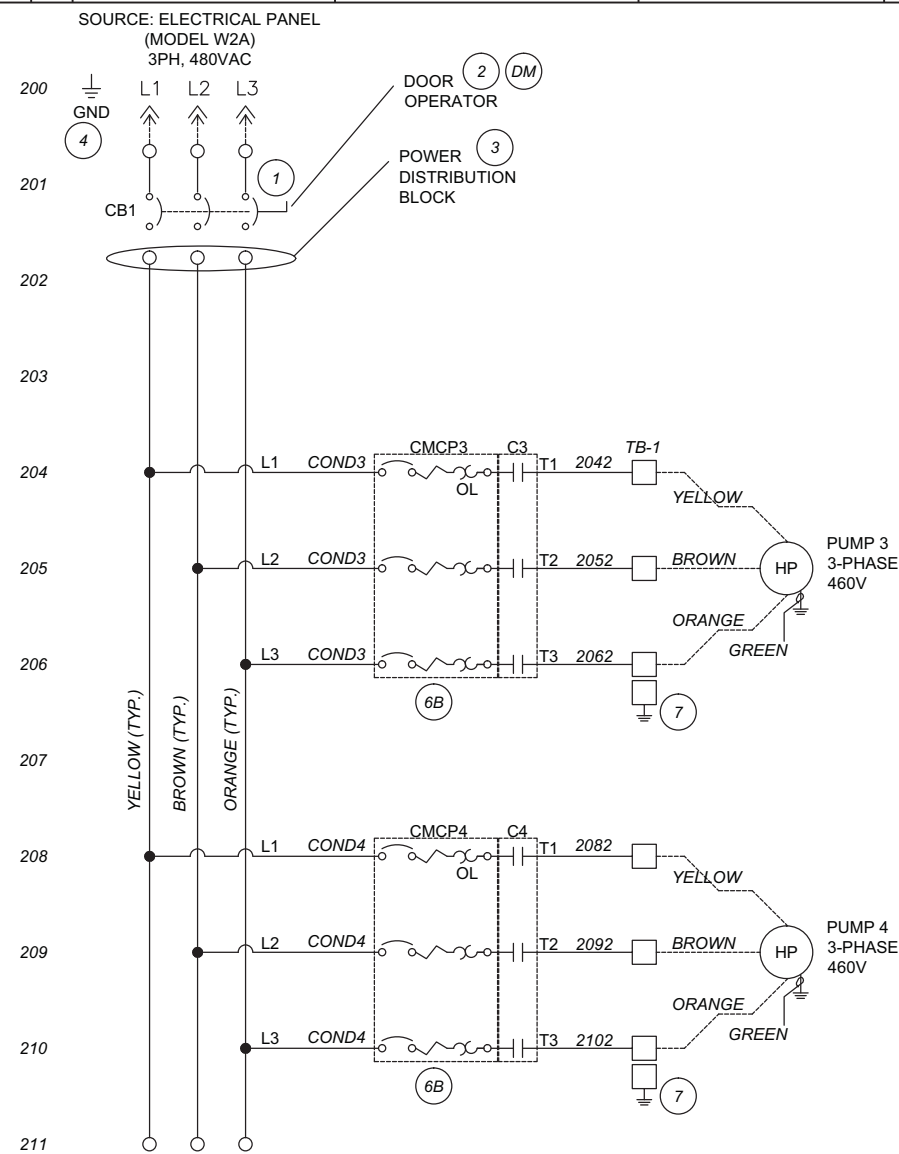 SOURCE: ELECTRICAL PANEL
(MODEL W2A)
3PH, 480VAC
200
GND
L1 L2 L3
4
DOOR
OPERATOR
2 DM
POWER
DISTRIBUTION
BLOCK
3
201
CB1
1
202
203
CMCP3 C3 TB-1
204
L1 COND3 T1 2042
OL
YELLOW
205
L2 COND3 T2 2052 BROWN
HP
PUMP 3
3-PHASE
460V
ORANGE
GREEN
206
L3 COND3 T3 2062
6B
7
YELLOW (TYP.)
BROWN (TYP.)
ORANGE (TYP.)
207
CMCP4 C4
208
L1 COND4 T1 2082
OL
YELLOW
209
L2 COND4 T2 2092 BROWN
HP
PUMP 4
3-PHASE
460V
ORANGE
GREEN
210
L3 COND4 T3 2102
6B
7
211